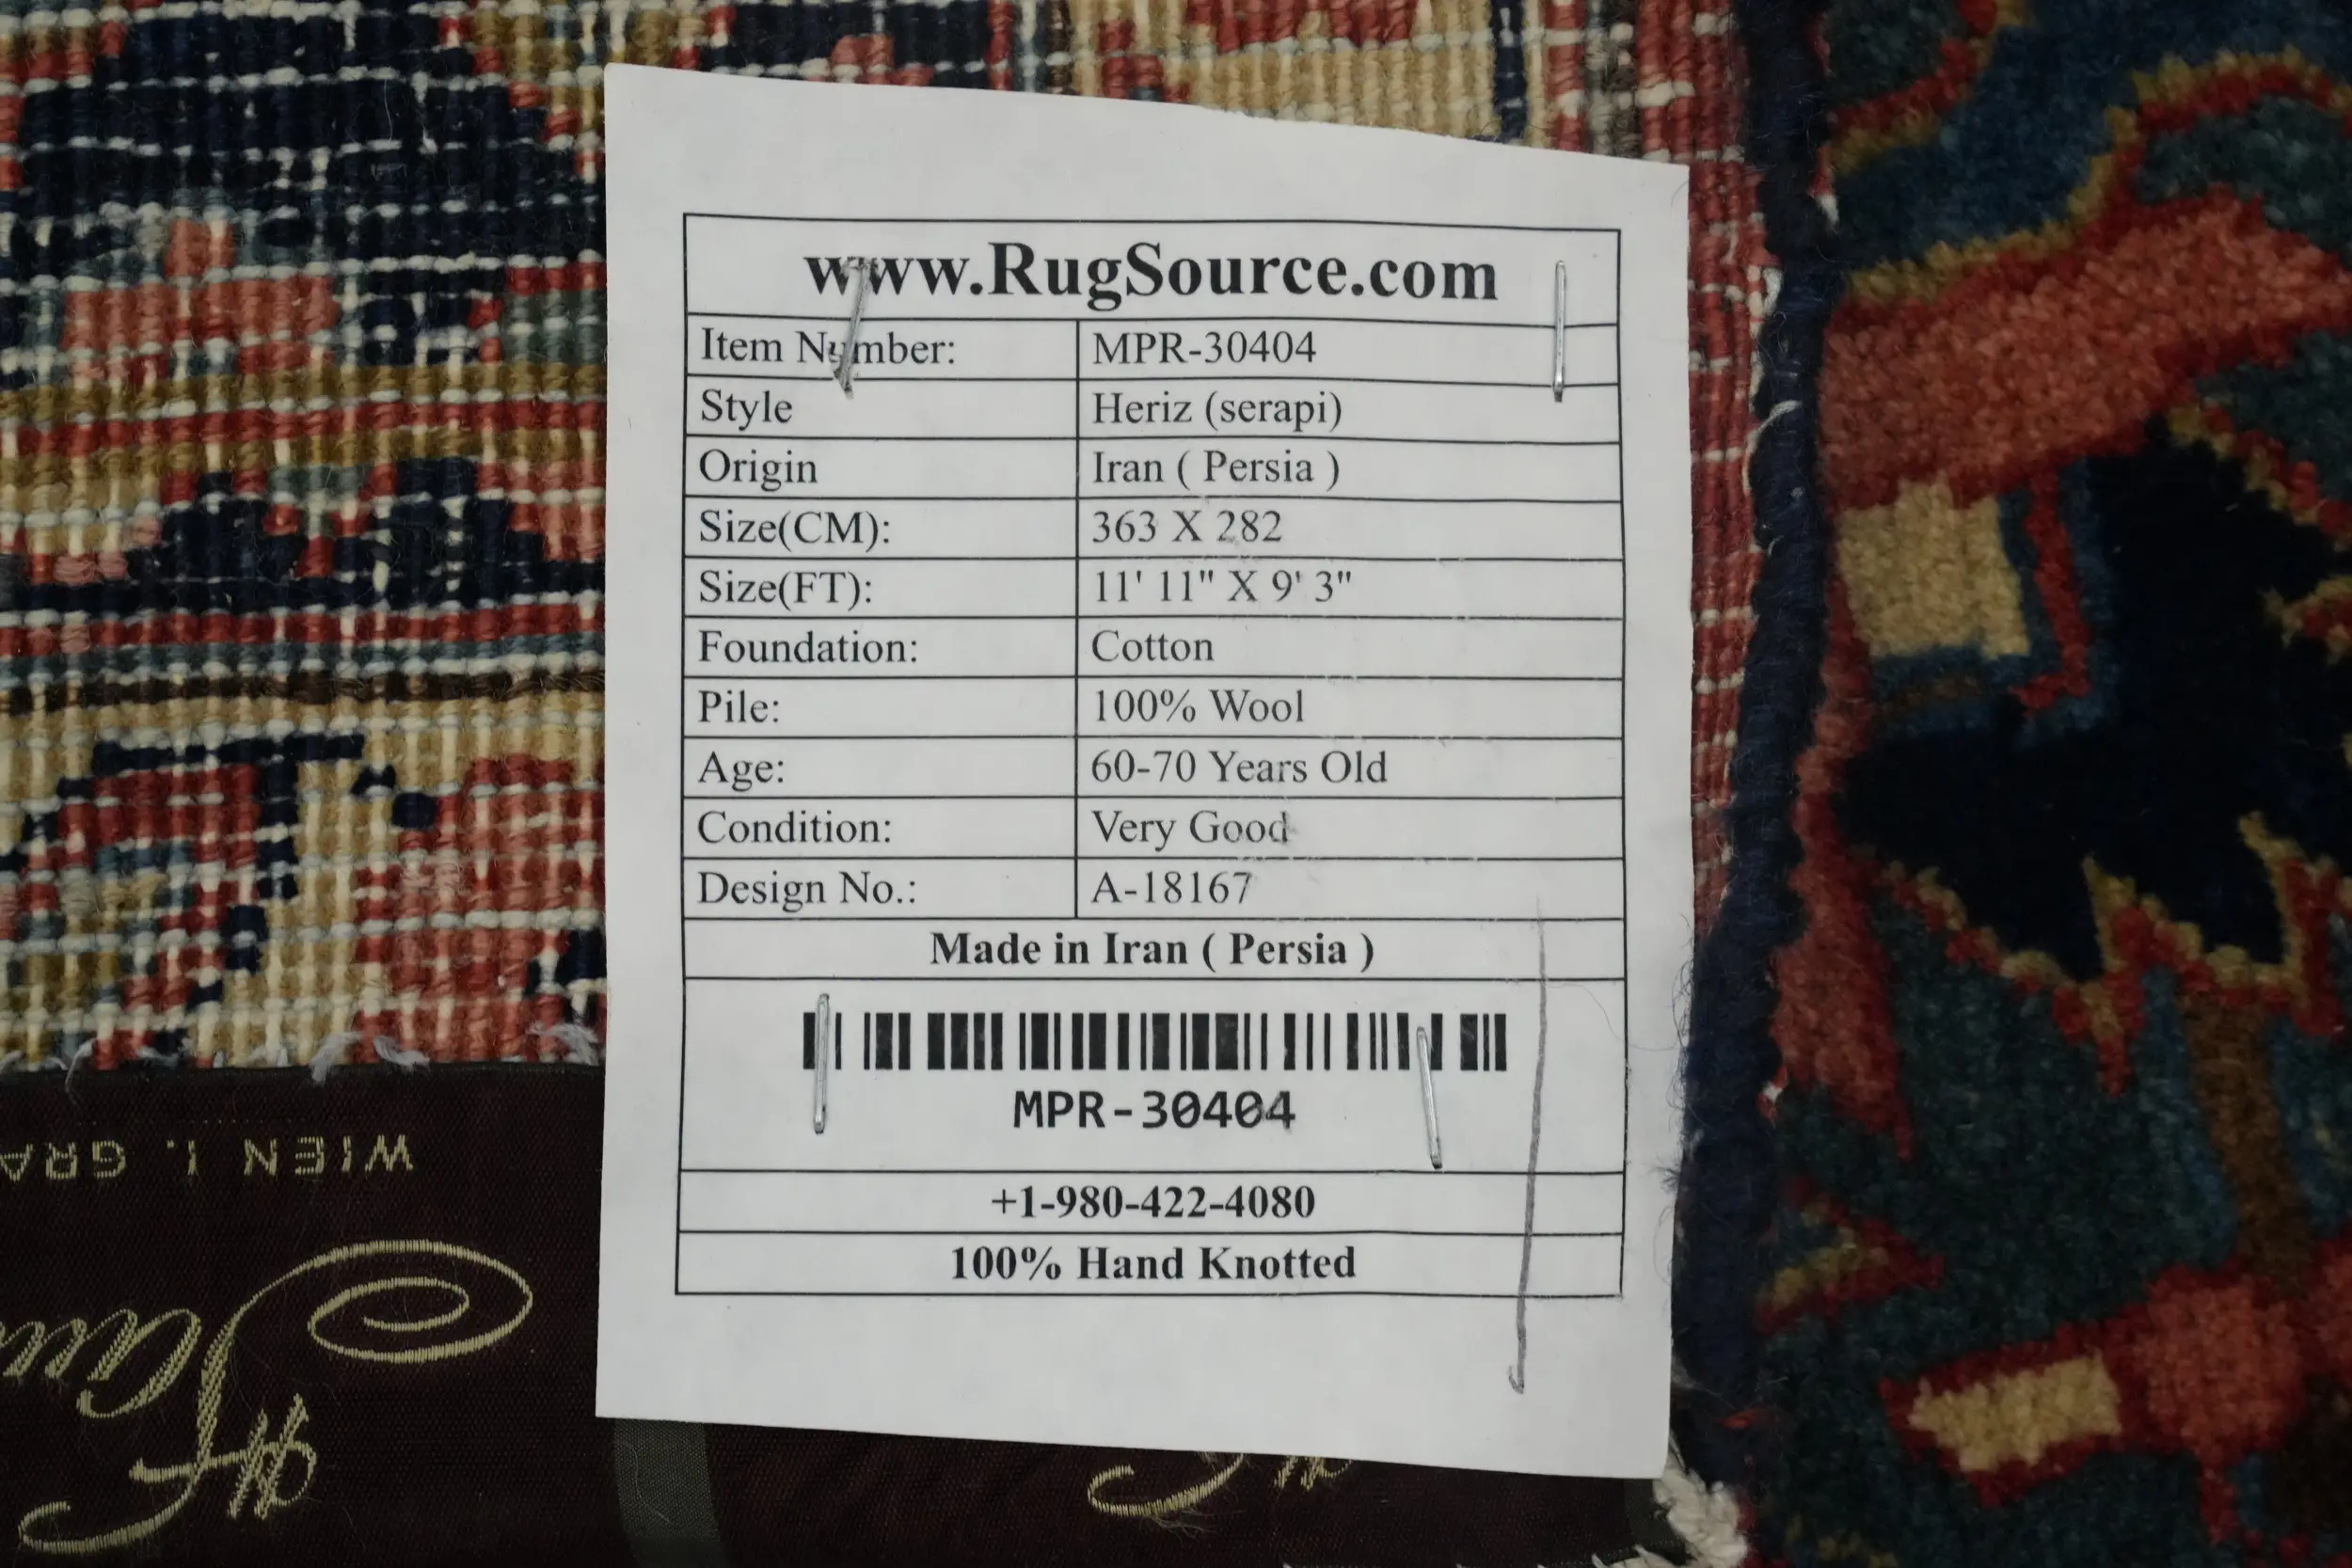 www.RugSource.com
Item Number: MPR-30404
Style Heriz (serapi)
Origin Iran ( Persia )
Size(CM): 363 X 282
Size(FT): 11' 11" X 9' 3"
Foundation: Cotton
Pile: 100% Wool
Age: 60-70 Years Old
Condition: Very Good
Design No.: A-18167
Made in Iran ( Persia )
MPR-30404
+1-980-422-4080
100% Hand Knotted
WIEN I. GRA